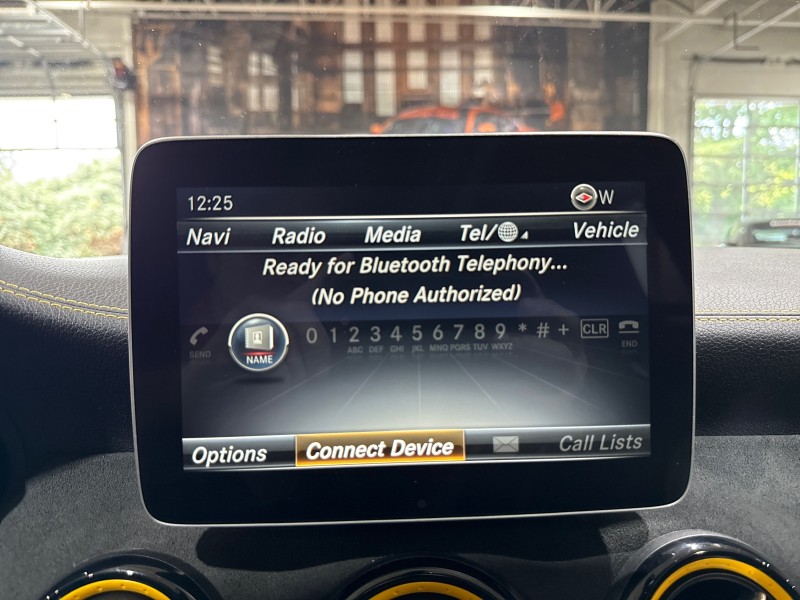 12:25 W
Navi Radio Media Tel/ Vehicle
Ready for Bluetooth Telephony...
(No Phone Authorized)
SEND NAME 0 1 2 3 4 5 6 7 8 9 * # + CLR END
ABC DEF GHI JKL MNO PQRS TUV WXYZ
Options Connect Device Call Lists